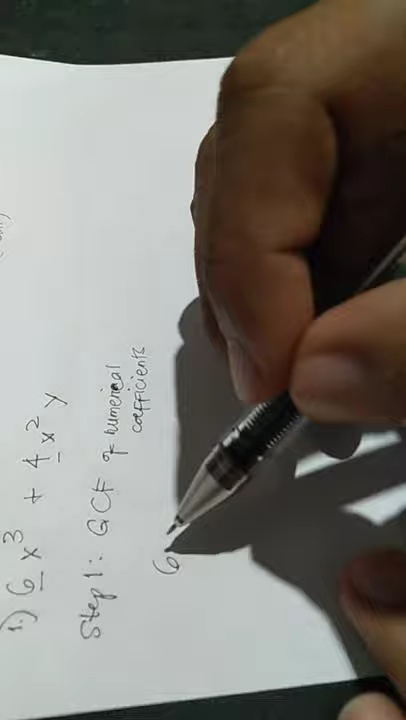 1.) 6x³ + 4x²y
Step 1: GCF of numerical
coefficients
6